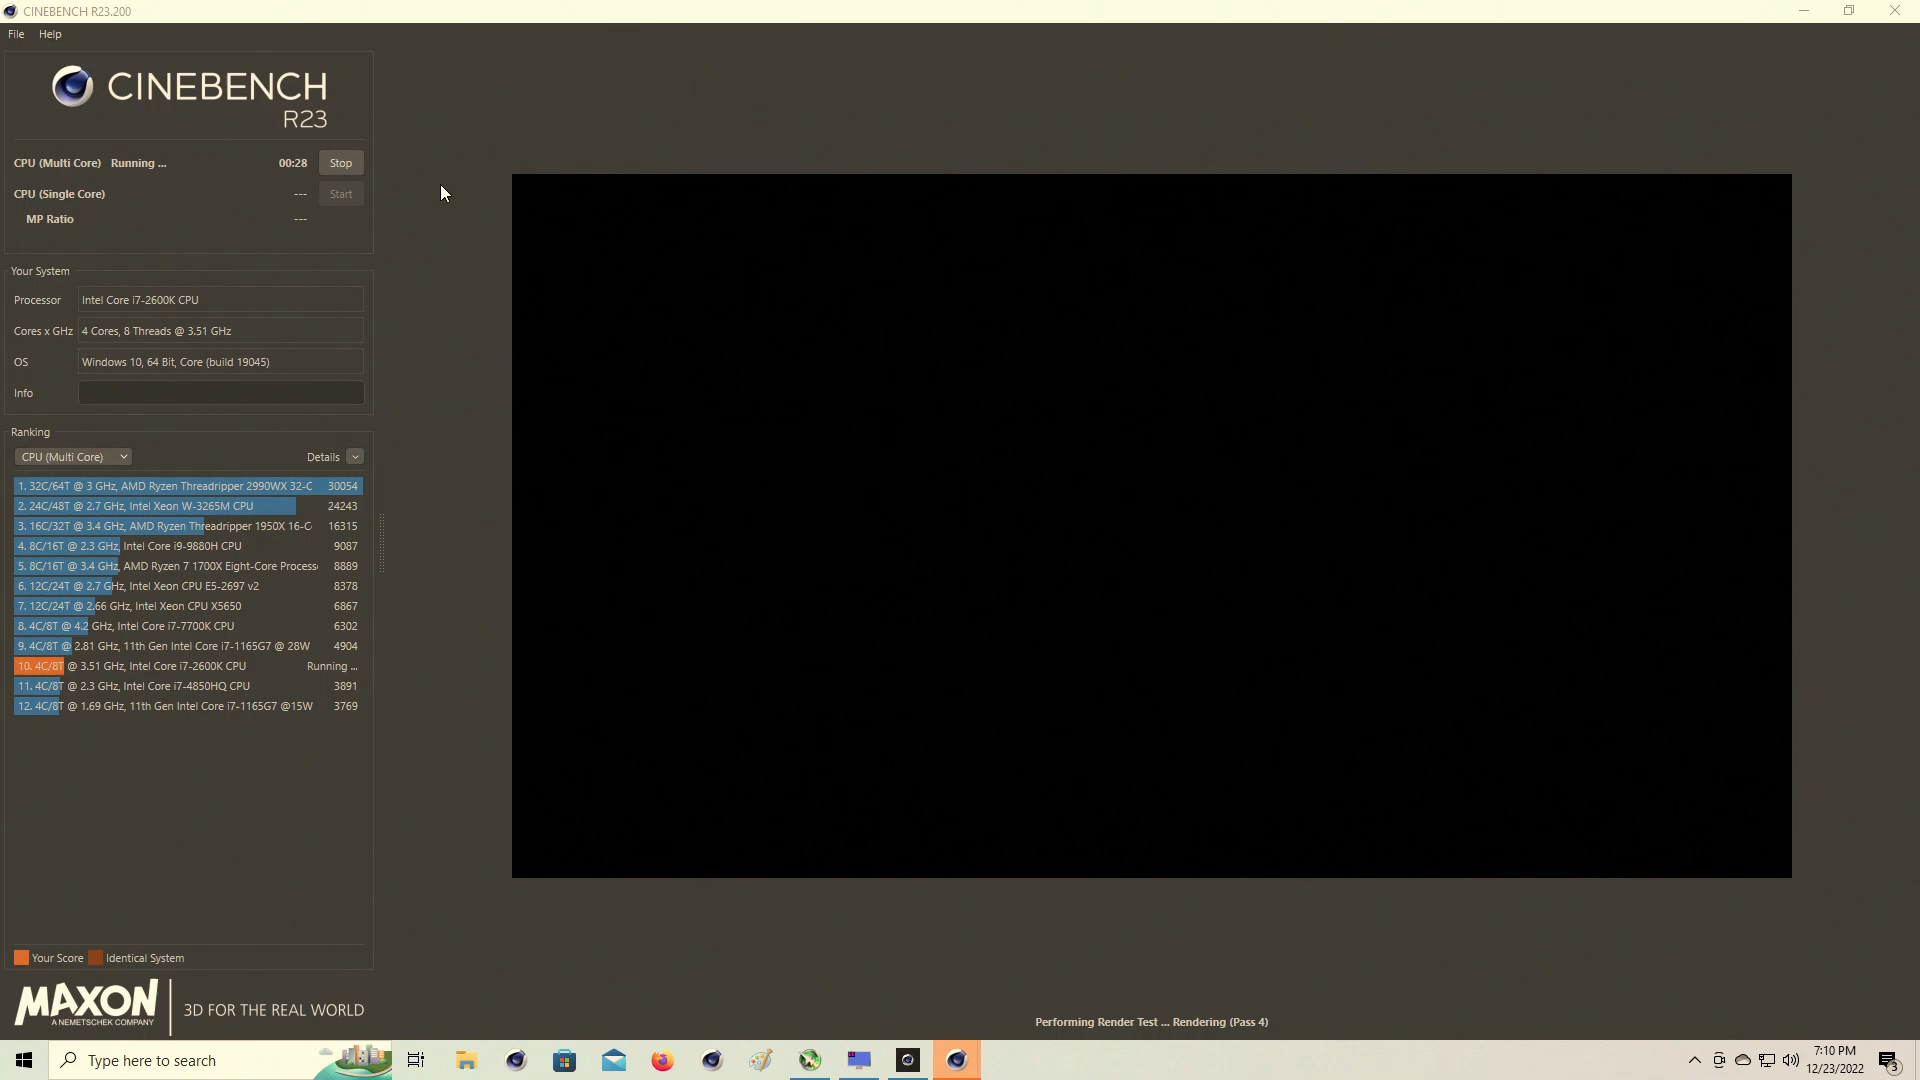 CINEBENCH R23.200
File Help
CINEBENCH
R23
CPU (Multi Core) Running ... 00:28 Stop
CPU (Single Core) --- Start
MP Ratio ---
Your System
Processor Intel Core i7-2600K CPU
Cores x GHz 4 Cores, 8 Threads @ 3.51 GHz
OS Windows 10, 64 Bit, Core (build 19045)
Info
Ranking
CPU (Multi Core) Details
1. 32C/64T @ 3 GHz, AMD Ryzen Threadripper 2990WX 32-C 30054
2. 24C/48T @ 2.7 GHz, Intel Xeon W-3265M CPU 24243
3. 16C/32T @ 3.4 GHz, AMD Ryzen Threadripper 1950X 16-C 16315
4. 8C/16T @ 2.3 GHz, Intel Core i9-9880H CPU 9087
5. 8C/16T @ 3.4 GHz, AMD Ryzen 7 1700X Eight-Core Process 8889
6. 12C/24T @ 2.7 GHz, Intel Xeon CPU E5-2697 v2 8378
7. 12C/24T @ 2.66 GHz, Intel Xeon CPU X5650 6867
8. 4C/8T @ 4.2 GHz, Intel Core i7-7700K CPU 6302
9. 4C/8T @ 2.81 GHz, 11th Gen Intel Core i7-1165G7 @ 28W 4904
10. 4C/8T @ 3.51 GHz, Intel Core i7-2600K CPU Running ...
11. 4C/8T @ 2.3 GHz, Intel Core i7-4850HQ CPU 3891
12. 4C/8T @ 1.69 GHz, 11th Gen Intel Core i7-1165G7 @15W 3769
Your Score Identical System
MAXON
A NEMETSCHEK COMPANY
3D FOR THE REAL WORLD
Performing Render Test ... Rendering (Pass 4)
Type here to search
7:10 PM
12/23/2022
3